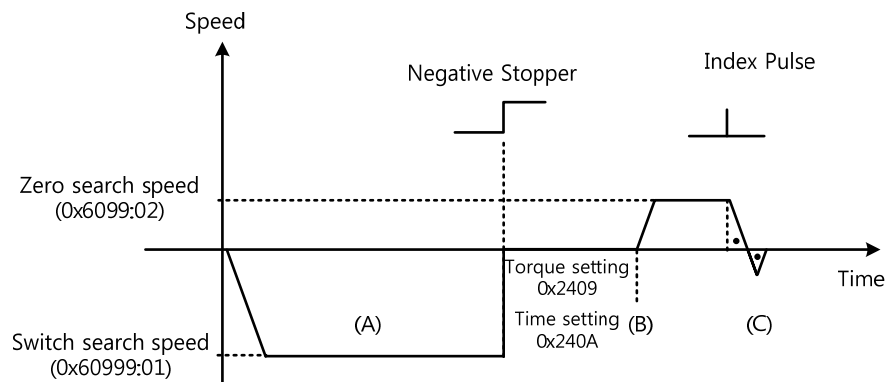 Speed
Negative Stopper
Index Pulse
Zero search speed
(0x6099:02)
Torque setting
0x2409
Time
(A)
Time setting
0x240A
(B)
(C)
Switch search speed
(0x60999:01)